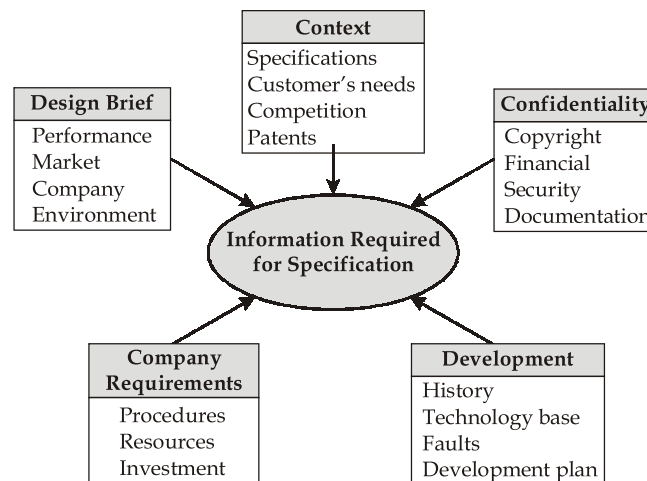 Context
Specifications
Customer's needs
Competition
Patents
Design Brief
Performance
Market
Company
Environment
Confidentiality
Copyright
Financial
Security
Documentation
Information Required
for Specification
Company
Requirements
Procedures
Resources
Investment
Development
History
Technology base
Faults
Development plan